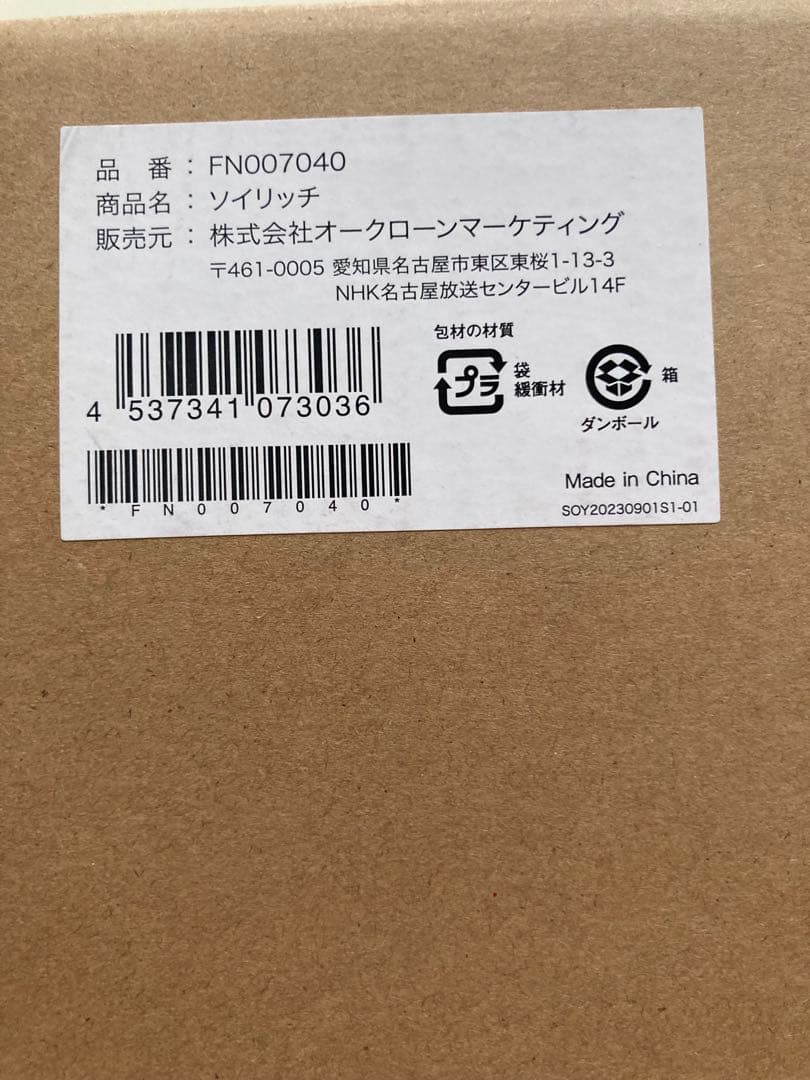 品 番 : FN007040
商品名 : ソイリッチ
販売元 : 株式会社オークローンマーケティング
〒461-0005 愛知県名古屋市東区東桜1-13-3
NHK名古屋放送センタービル14F
包材の材質
プラ 袋 緩衝材
箱
ダンボール
4 537341 073036
*FN007040*
Made in China
SOY20230901S1-01